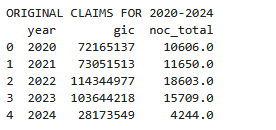 ORIGINAL CLAIMS FOR 2020-2024
   year        gic  noc_total
0  2020   72165137    10606.0
1  2021   73051513    11650.0
2  2022  114344977    18603.0
3  2023  103644218    15709.0
4  2024   28173549     4244.0